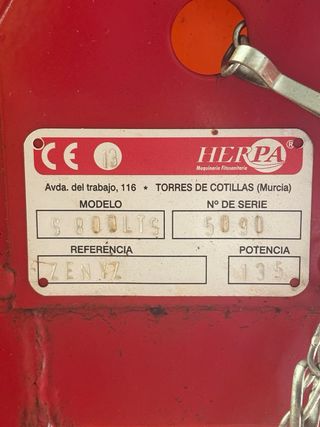 CE 13 HERPA®
Maquinaria Fitosanitaria
Avda. del trabajo, 116 ★ TORRES DE COTILLAS (Murcia)
MODELO Nº DE SERIE
S 800LTS 5090
REFERENCIA POTENCIA
135